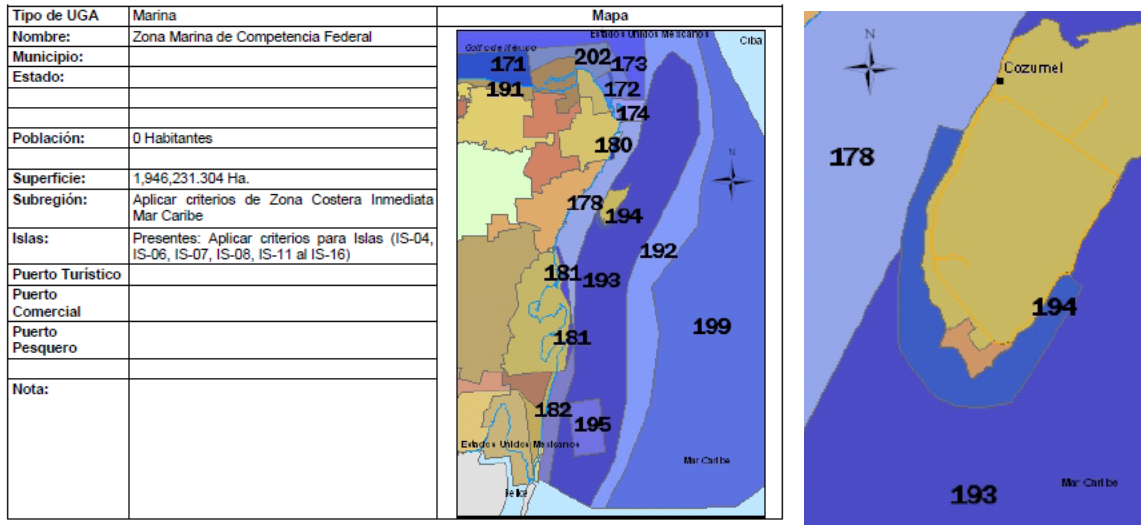 Tipo de UGA Marina Mapa
Nombre: Zona Marina de Competencia Federal
Municipio:
Estado:
Población: 0 Habitantes
Superficie: 1,946,231.304 Ha.
Subregión: Aplicar criterios de Zona Costera Inmediata
Mar Caribe
Islas: Presentes: Aplicar criterios para Islas (IS-04,
IS-06, IS-07, IS-08, IS-11 al IS-16)
Puerto Turístico
Puerto
Comercial
Puerto
Pesquero
Nota:
Estados Unidos Mexicanos
Golfo de México
Cuba
171
202
173
191
172
174
180
N
178
194
192
181
193
199
181
182
195
Estados Unidos Mexicanos
Mar Caribe
Belice
N
Cozumel
178
194
193
Mar Caribe